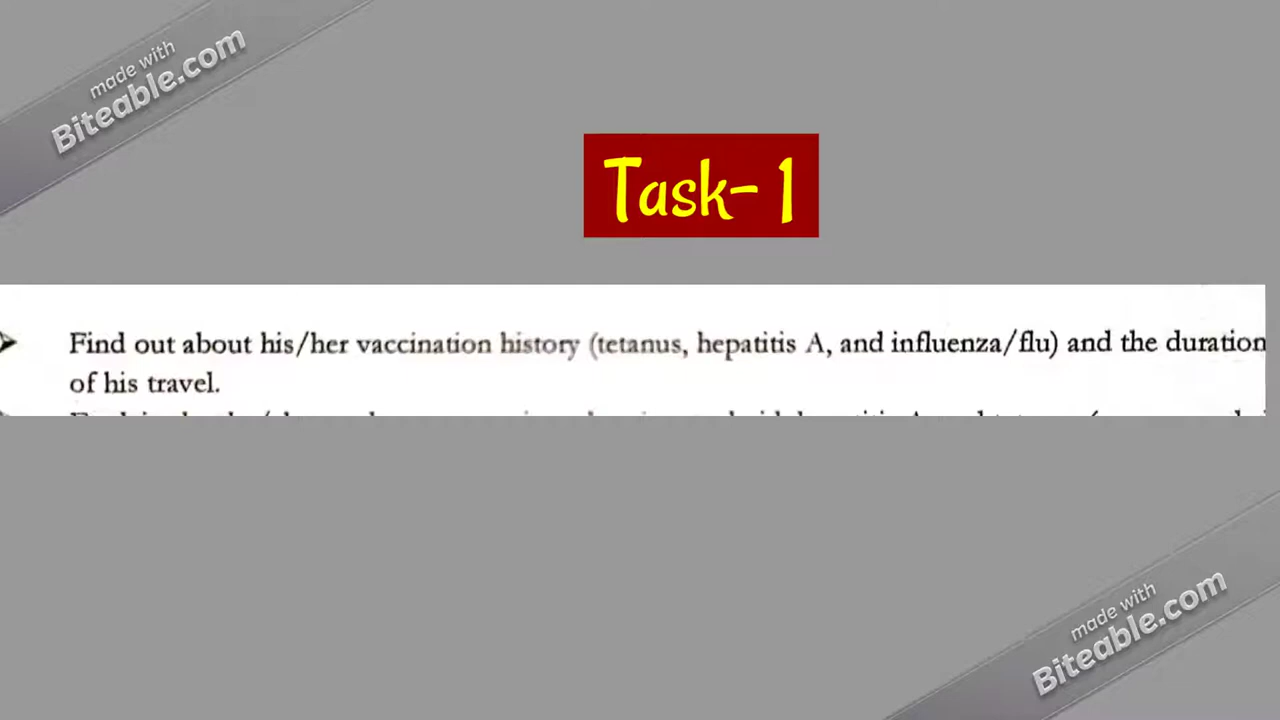 made with
Biteable.com
Task- 1
Find out about his/her vaccination history (tetanus, hepatitis A, and influenza/flu) and the duration
of his travel.
made with
Biteable.com